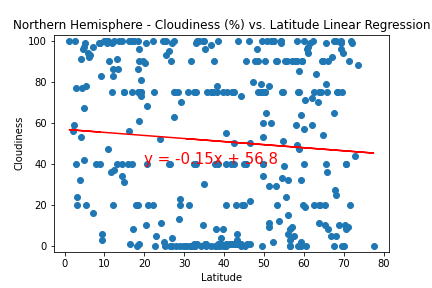 Northern Hemisphere - Cloudiness (%) vs. Latitude Linear Regression
100
80
60
40
20
0
Cloudiness
y = -0.15x + 56.8
0 10 20 30 40 50 60 70 80
Latitude